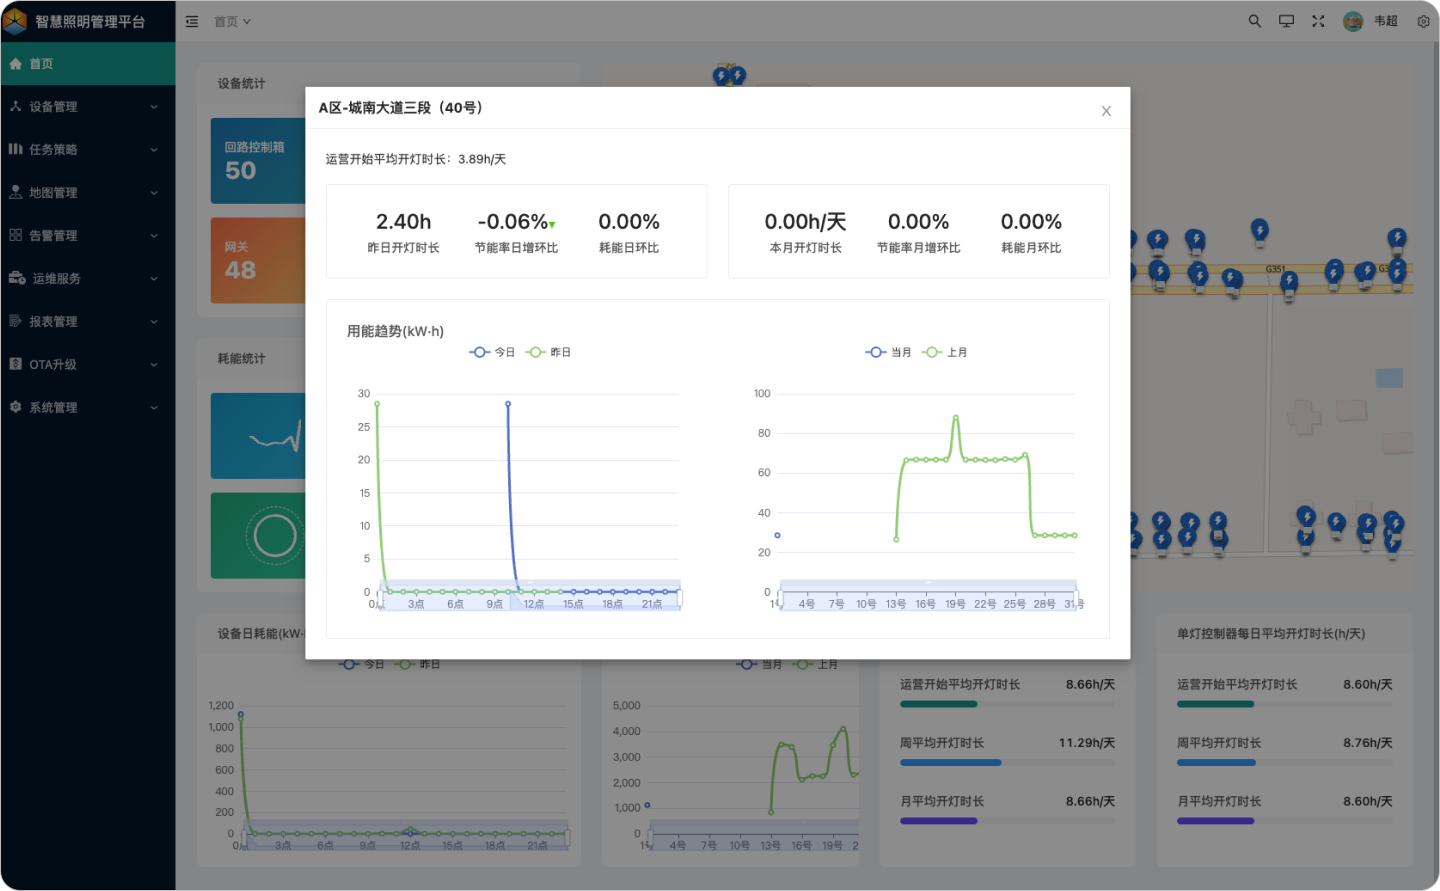 智慧照明管理平台
首页
韦超
首页
设备管理
任务策略
地图管理
告警管理
运维服务
报表管理
OTA升级
系统管理
设备统计
回路控制箱
50
网关
48
耗能统计
G351
A区-城南大道三段（40号）
X
运营开始平均开灯时长：3.89h/天
2.40h -0.06% 0.00%
昨日开灯时长 节能率日增环比 耗能日环比
0.00h/天 0.00% 0.00%
本月开灯时长 节能率月增环比 耗能月环比
用能趋势(kW·h)
今日 昨日
30
25
20
15
10
5
0
3点 6点 9点 12点 15点 18点 21点
当月 上月
100
80
60
40
20
0
4号 7号 10号 13号 16号 19号 22号 25号 28号 31号
设备日耗能(kW·
今日 昨日
1,200
1,000
800
600
400
200
0
3点 6点 9点 12点 15点 18点 21点
当月 上月
5,000
4,000
3,000
2,000
1,000
0
4号 7号 10号 13号 16号 19号
运营开始平均开灯时长 8.66h/天
周平均开灯时长 11.29h/天
月平均开灯时长 8.66h/天
单灯控制器每日平均开灯时长(h/天)
运营开始平均开灯时长 8.60h/天
周平均开灯时长 8.76h/天
月平均开灯时长 8.60h/天